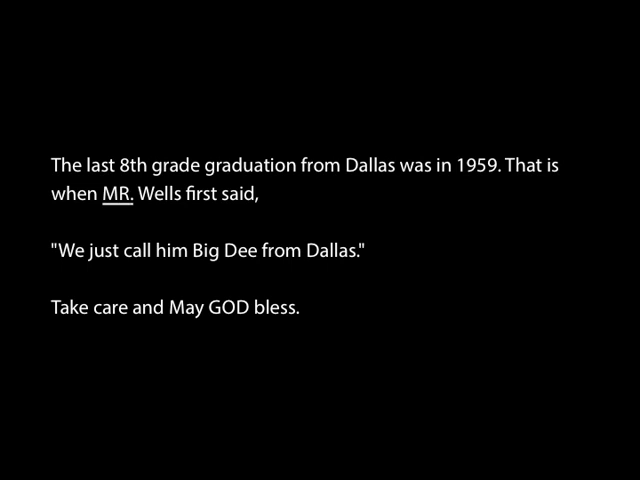 The last 8th grade graduation from Dallas was in 1959. That is
when MR. Wells first said,
"We just call him Big Dee from Dallas."
Take care and May GOD bless.